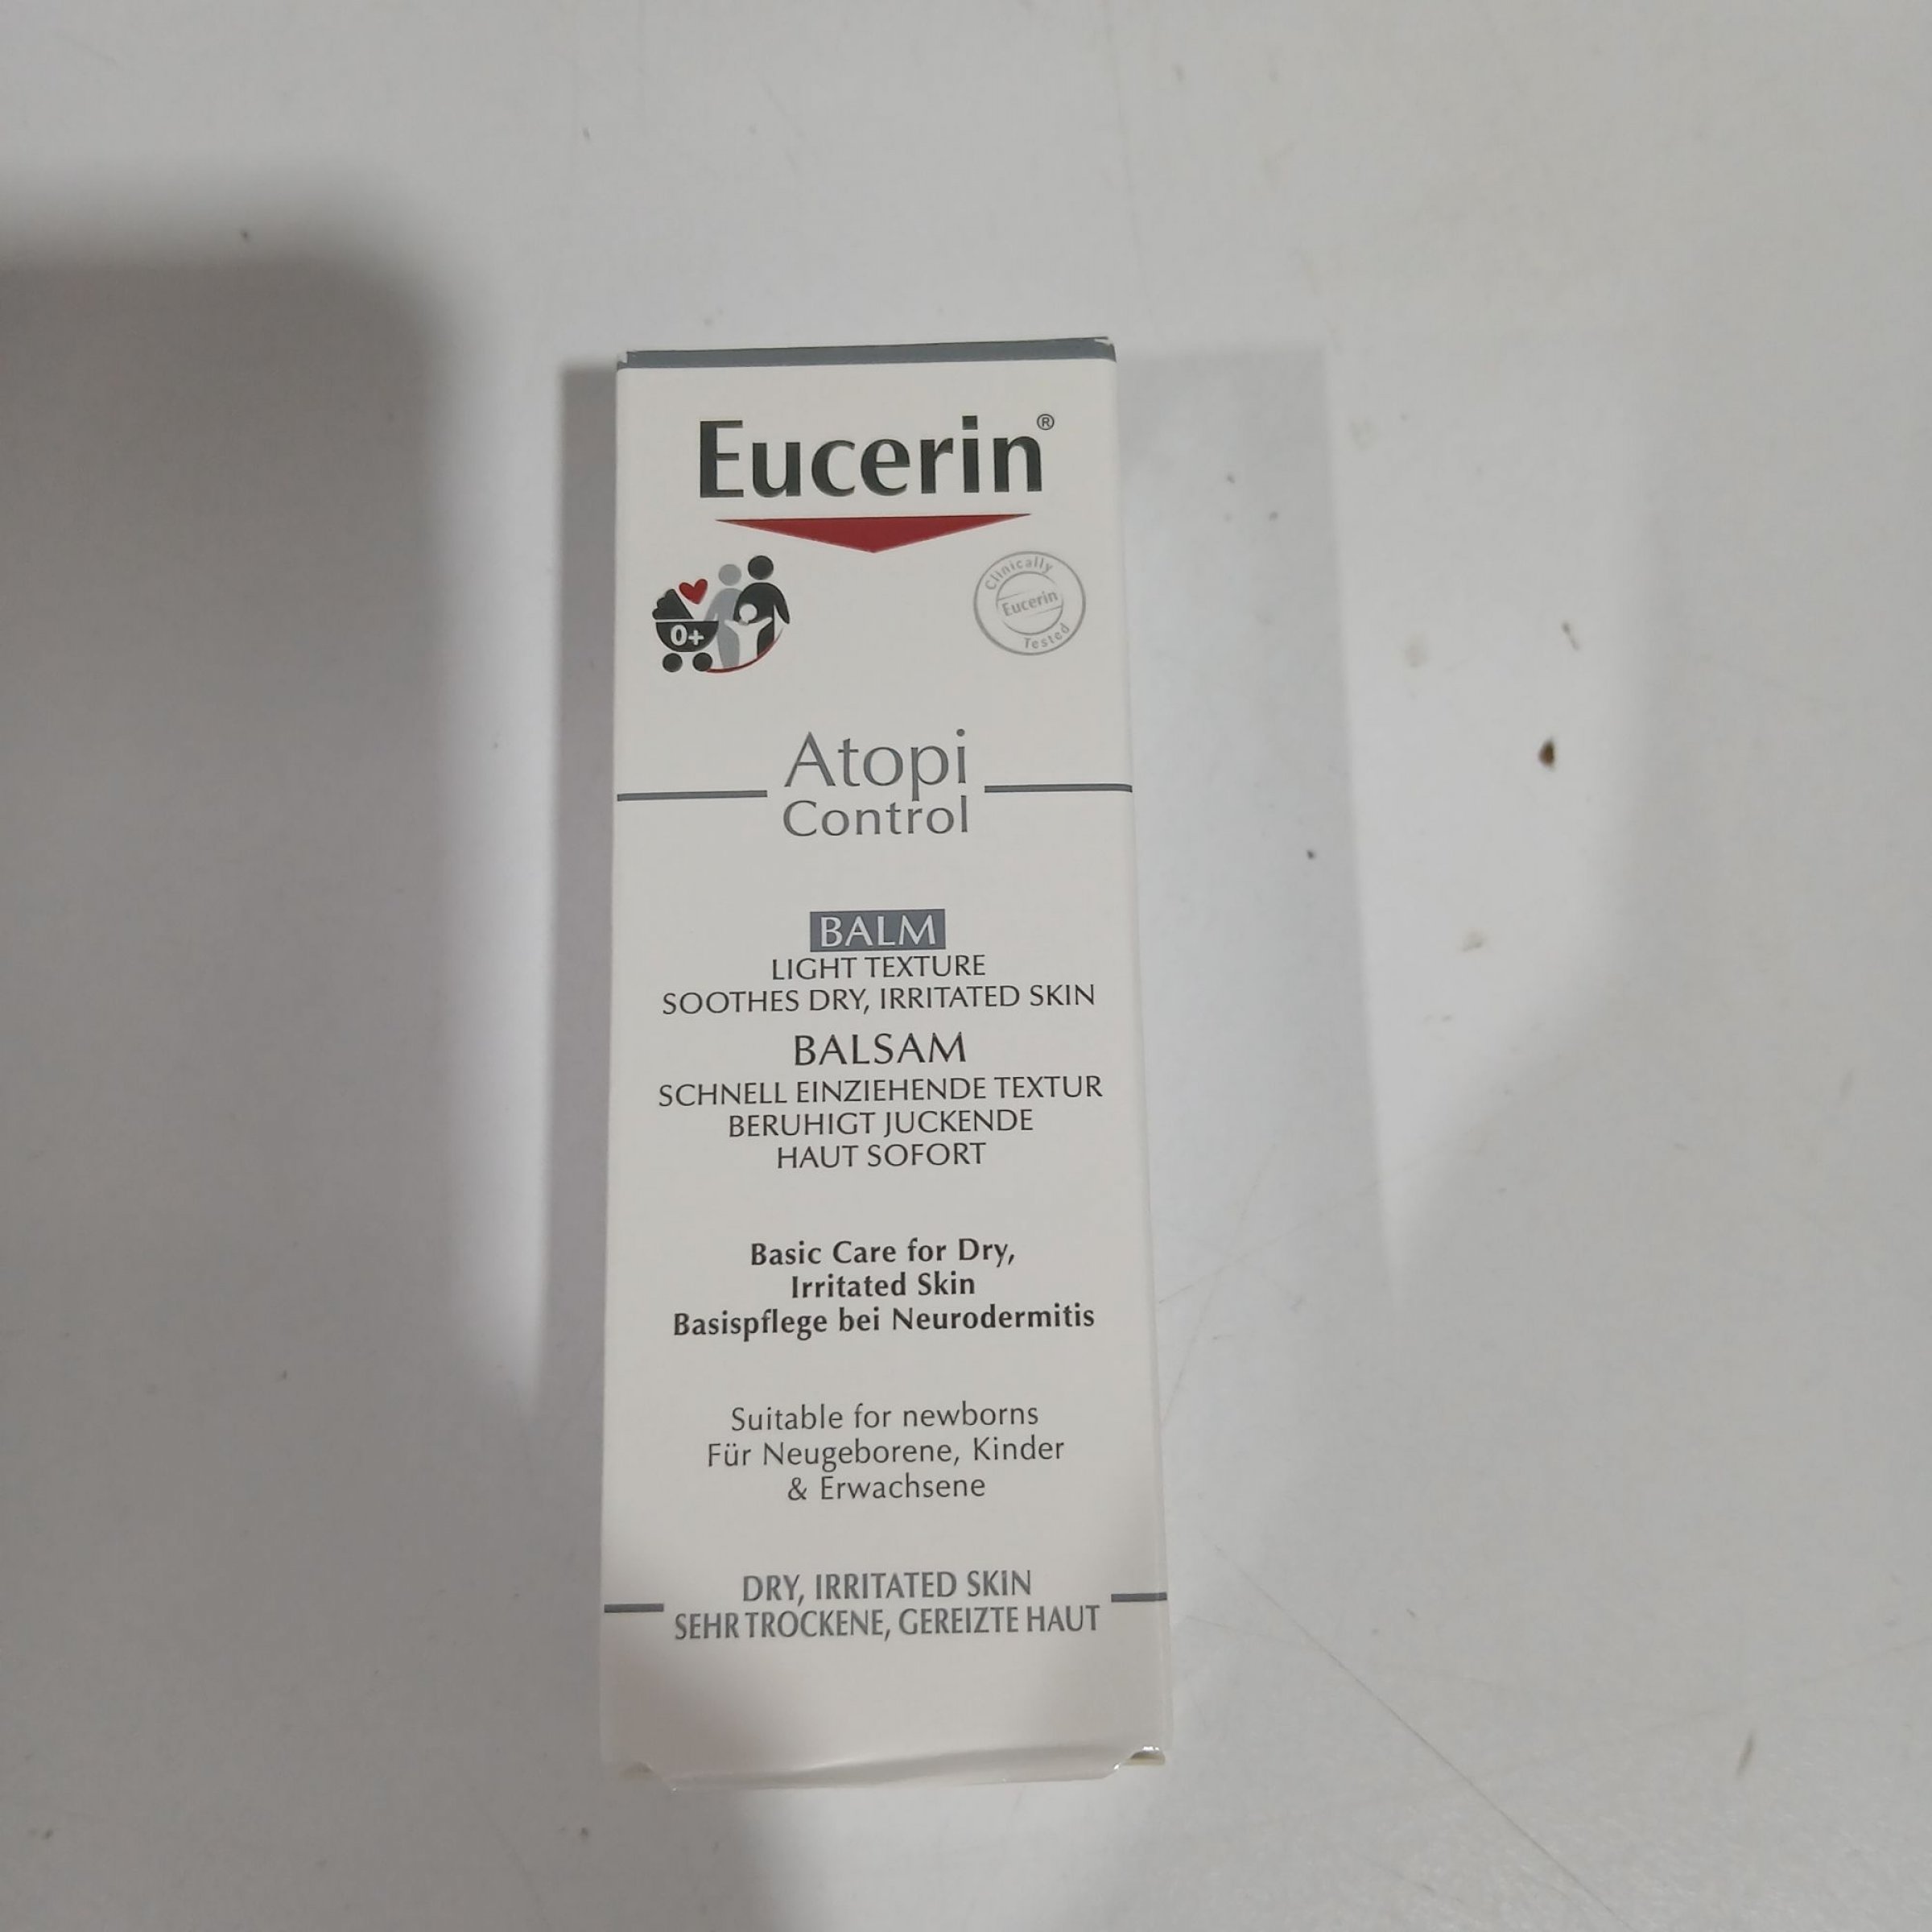 Eucerin®
0+
Clinically
Eucerin
Tested
Atopi
Control
BALM
LIGHT TEXTURE
SOOTHES DRY, IRRITATED SKIN
BALSAM
SCHNELL EINZIEHENDE TEXTUR
BERUHIGT JUCKENDE
HAUT SOFORT
Basic Care for Dry,
Irritated Skin
Basispflege bei Neurodermitis
Suitable for newborns
Für Neugeborene, Kinder
& Erwachsene
DRY, IRRITATED SKIN
SEHR TROCKENE, GEREIZTE HAUT